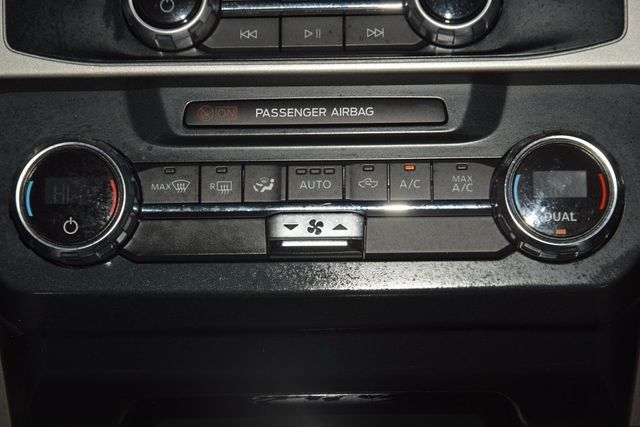 ON PASSENGER AIRBAG
HI
MAX R AUTO A/C MAX A/C
DUAL